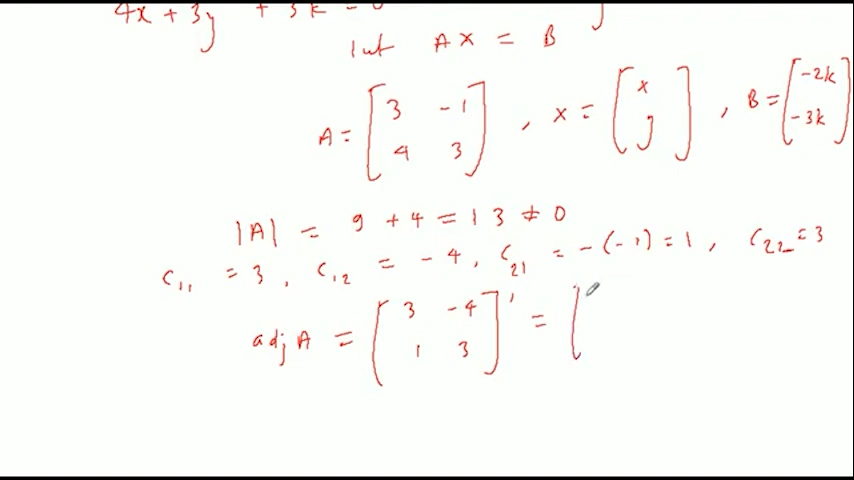 4x + 3y + 3k = 0
AX = B
A = [3 -1 4 3], X = [x y], B = [-2k -3k]
|A| = 9 + 4 = 13 ≠ 0
C11 = 3, C12 = -4, C21 = -(-1) = 1, C22 = 3
adj A = [3 -4 1 3]' = [